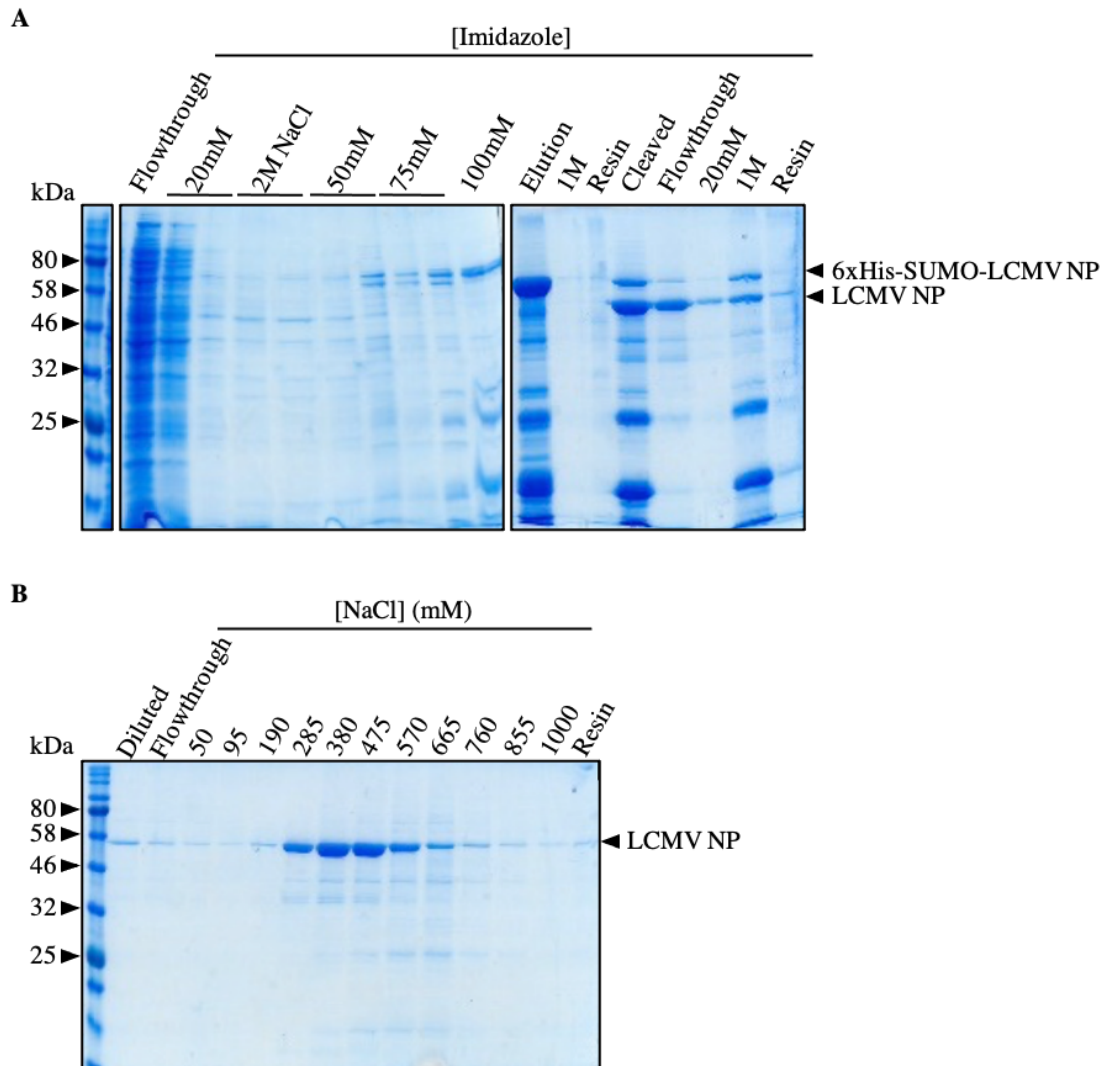 A
[Imidazole]
Flowthrough
20mM
2M NaCl
50mM
75mM
100mM
Elution
1M
Resin
Cleaved
Flowthrough
20mM
1M
Resin
kDa
80
58
46
32
25
6xHis-SUMO-LCMV NP
LCMV NP
B
[NaCl] (mM)
Diluted
Flowthrough
50
95
190
285
380
475
570
665
760
855
1000
Resin
kDa
80
58
46
32
25
LCMV NP